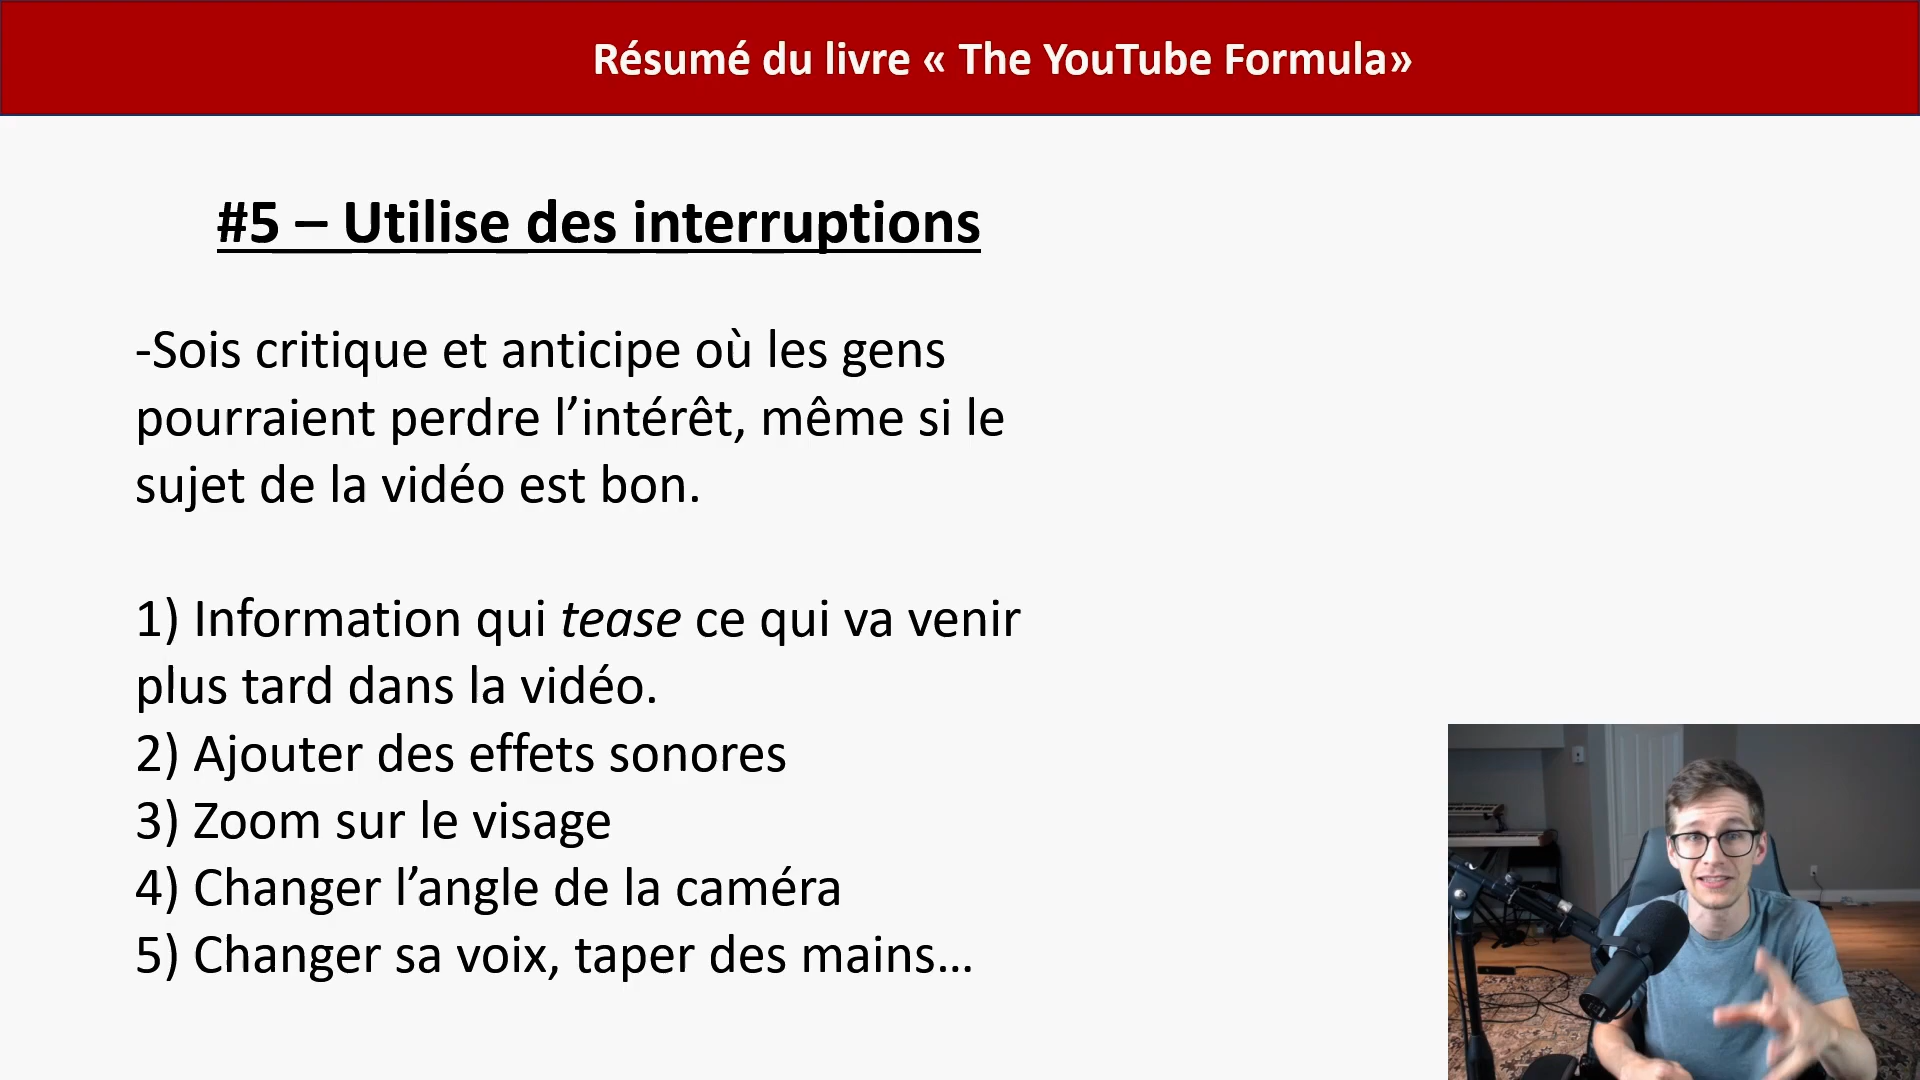 Résumé du livre « The YouTube Formula»
#5 – Utilise des interruptions
-Sois critique et anticipe où les gens
pourraient perdre l’intérêt, même si le
sujet de la vidéo est bon.
1) Information qui tease ce qui va venir
plus tard dans la vidéo.
2) Ajouter des effets sonores
3) Zoom sur le visage
4) Changer l’angle de la caméra
5) Changer sa voix, taper des mains…